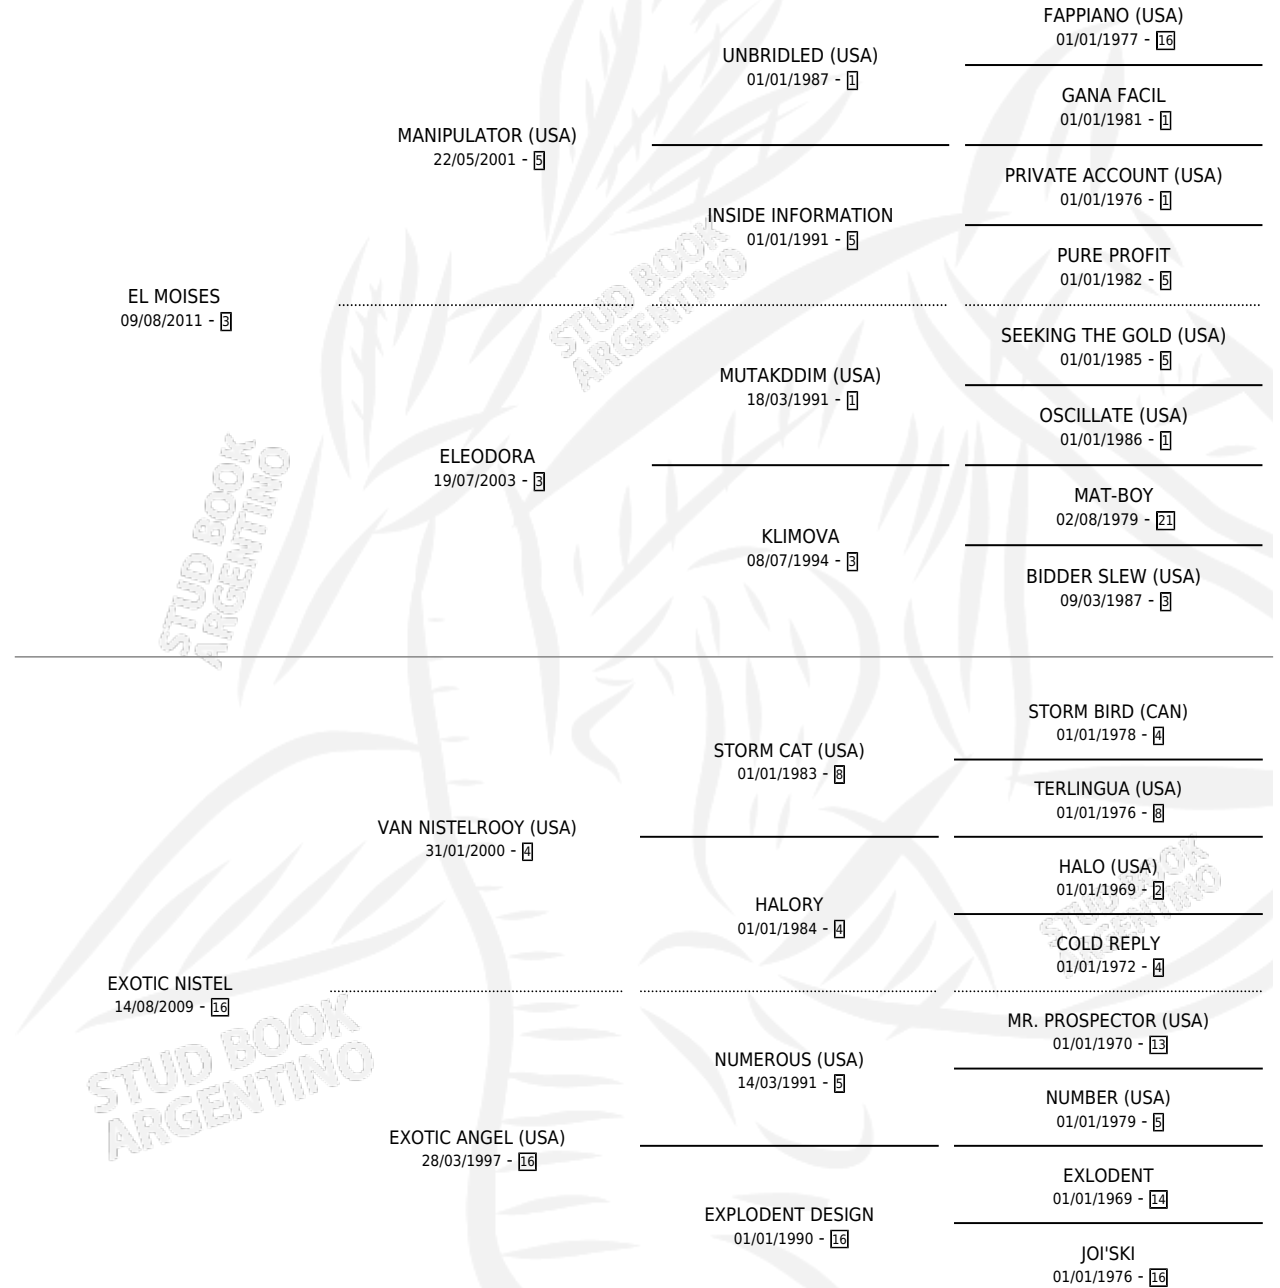 FAPPIANO (USA)
01/01/1977 - 16
UNBRIDLED (USA)
01/01/1987 - 1
GANA FACIL
01/01/1981 - 1
MANIPULATOR (USA)
22/05/2001 - 5
PRIVATE ACCOUNT (USA)
01/01/1976 - 1
INSIDE INFORMATION
01/01/1991 - 5
PURE PROFIT
01/01/1982 - 5
EL MOISES
09/08/2011 - 3
STUD BOOK
ARGENTINO
SEEKING THE GOLD (USA)
01/01/1985 - 5
MUTAKDDIM (USA)
18/03/1991 - 1
OSCILLATE (USA)
01/01/1986 - 1
ELEODORA
19/07/2003 - 3
MAT-BOY
02/08/1979 - 21
KLIMOVA
08/07/1994 - 3
BIDDER SLEW (USA)
09/03/1987 - 3
STUD BOOK
ARGENTINO
STORM BIRD (CAN)
01/01/1978 - 4
STORM CAT (USA)
01/01/1983 - 8
TERLINGUA (USA)
01/01/1976 - 8
VAN NISTELROOY (USA)
31/01/2000 - 4
HALO (USA)
01/01/1969 - 2
HALORY
01/01/1984 - 4
STUD BOOK
ARGENTINO
COLD REPLY
01/01/1972 - 4
EXOTIC NISTEL
14/08/2009 - 16
STUD BOOK
ARGENTINO
MR. PROSPECTOR (USA)
01/01/1970 - 13
NUMEROUS (USA)
14/03/1991 - 5
NUMBER (USA)
01/01/1979 - 5
EXOTIC ANGEL (USA)
28/03/1997 - 16
EXLODENT
01/01/1969 - 14
EXPLODENT DESIGN
01/01/1990 - 16
JOI'SKI
01/01/1976 - 16